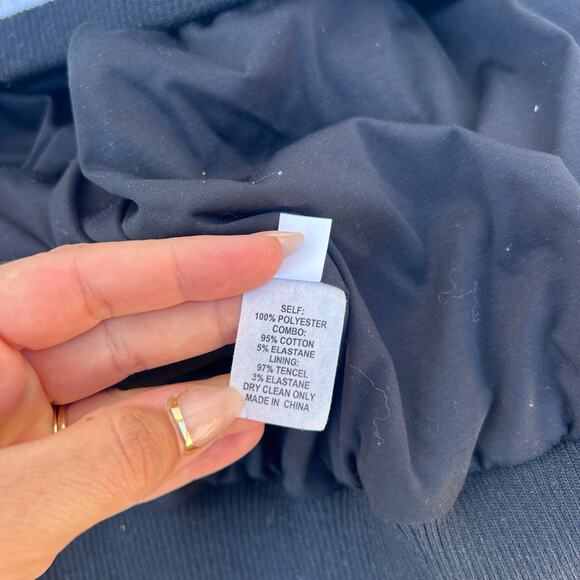 SELF:
100% POLYESTER
COMBO:
95% COTTON
5% ELASTANE
LINING:
97% TENCEL
3% ELASTANE
DRY CLEAN ONLY
MADE IN CHINA